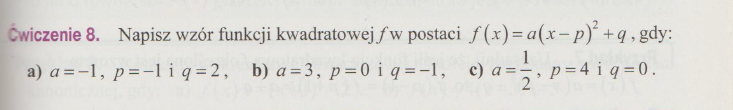 Ćwiczenie 8. Napisz wzór funkcji kwadratowej f w postaci f(x)=a(x−p)²+q, gdy:
a) a=−1, p=−1 i q=2, b) a=3, p=0 i q=−1, c) a=1/2, p=4 i q=0.